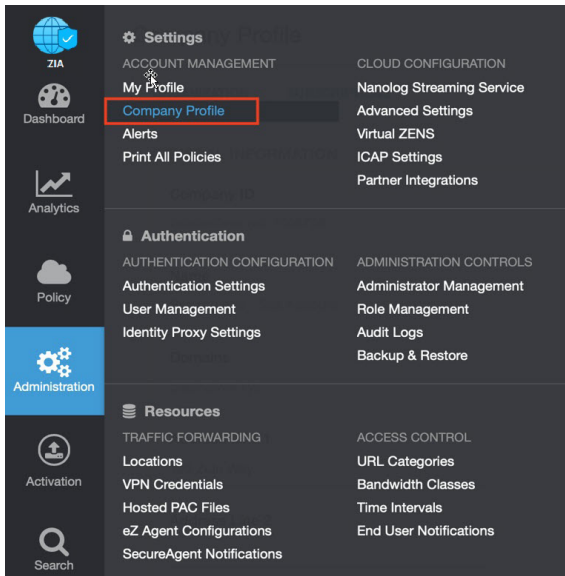 ZIA
Dashboard
Analytics
Policy
Administration
Activation
Search
Settings
ACCOUNT MANAGEMENT
My Profile
Company Profile
Alerts
Print All Policies
CLOUD CONFIGURATION
Nanolog Streaming Service
Advanced Settings
Virtual ZENS
ICAP Settings
Partner Integrations
Authentication
AUTHENTICATION CONFIGURATION
Authentication Settings
User Management
Identity Proxy Settings
ADMINISTRATION CONTROLS
Administrator Management
Role Management
Audit Logs
Backup & Restore
Resources
TRAFFIC FORWARDING
Locations
VPN Credentials
Hosted PAC Files
eZ Agent Configurations
SecureAgent Notifications
ACCESS CONTROL
URL Categories
Bandwidth Classes
Time Intervals
End User Notifications